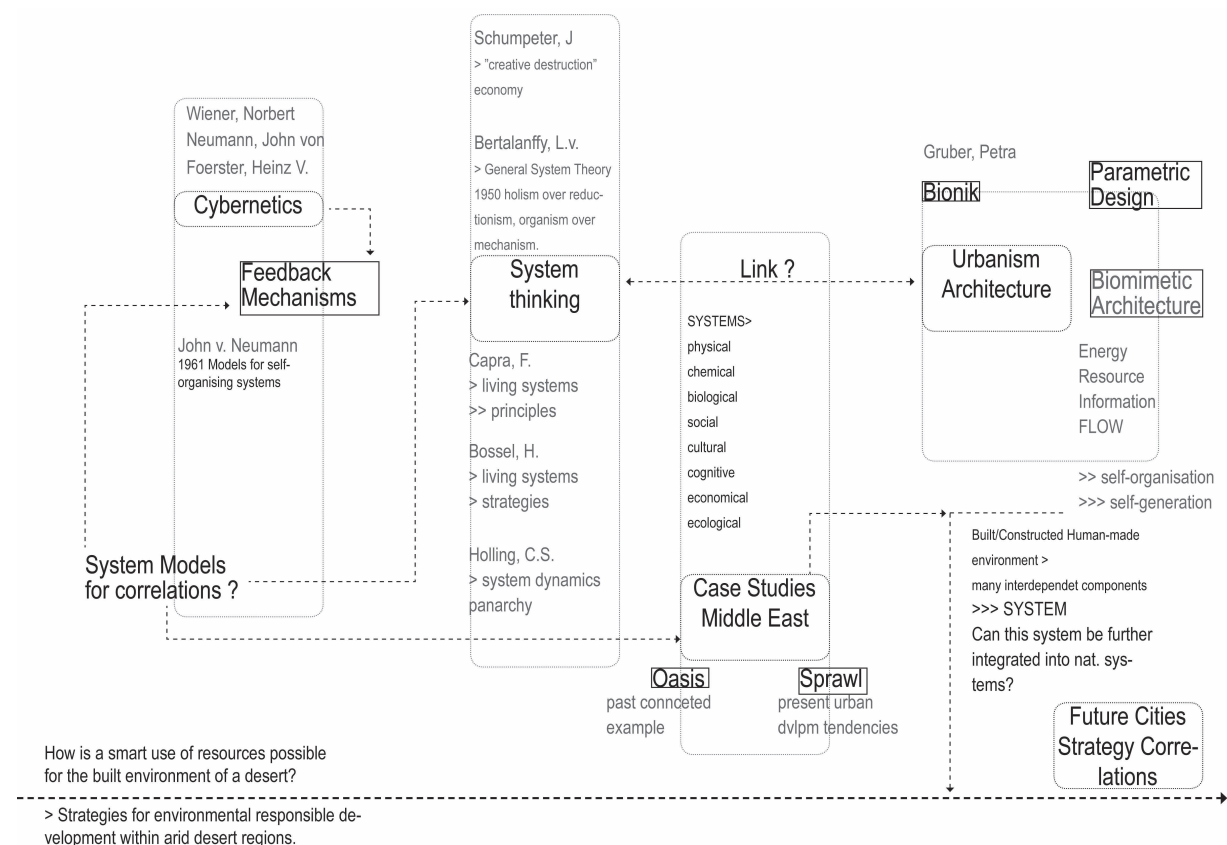 Schumpeter, J
> "creative destruction"
economy
Bertalanffy, L.v.
> General System Theory
1950 holism over reduc-
tionism, organism over
mechanism.
System
thinking
Capra, F.
> living systems
>> principles
Bossel, H.
> living systems
> strategies
Holling, C.S.
> system dynamics
panarchy
Wiener, Norbert
Neumann, John von
Foerster, Heinz V.
Cybernetics
Feedback
Mechanisms
John v. Neumann
1961 Models for self-
organising systems
System Models
for correlations ?
Link ?
SYSTEMS>
physical
chemical
biological
social
cultural
cognitive
economical
ecological
Case Studies
Middle East
Oasis
past connceted
example
Sprawl
present urban
dvlpm tendencies
Gruber, Petra
Bionik
Parametric
Design
Urbanism
Architecture
Biomimetic
Architecture
Energy
Resource
Information
FLOW
>> self-organisation
>>> self-generation
Built/Constructed Human-made
environment >
many interdependet components
>>> SYSTEM
Can this system be further
integrated into nat. sys-
tems?
Future Cities
Strategy Corre-
lations
How is a smart use of resources possible
for the built environment of a desert?
> Strategies for environmental responsible de-
velopment within arid desert regions.